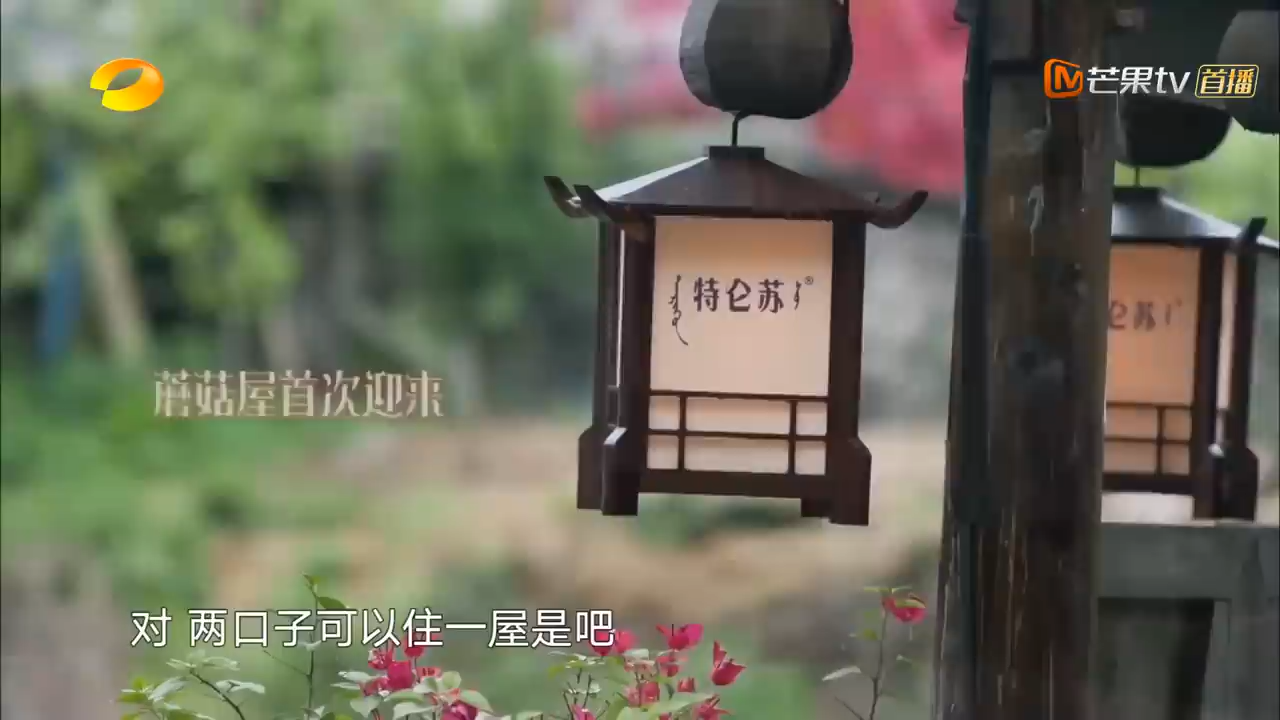 芒果tv 首播
特仑苏®
仑苏
蘑菇屋首次迎来
对 两口子可以住一屋是吧